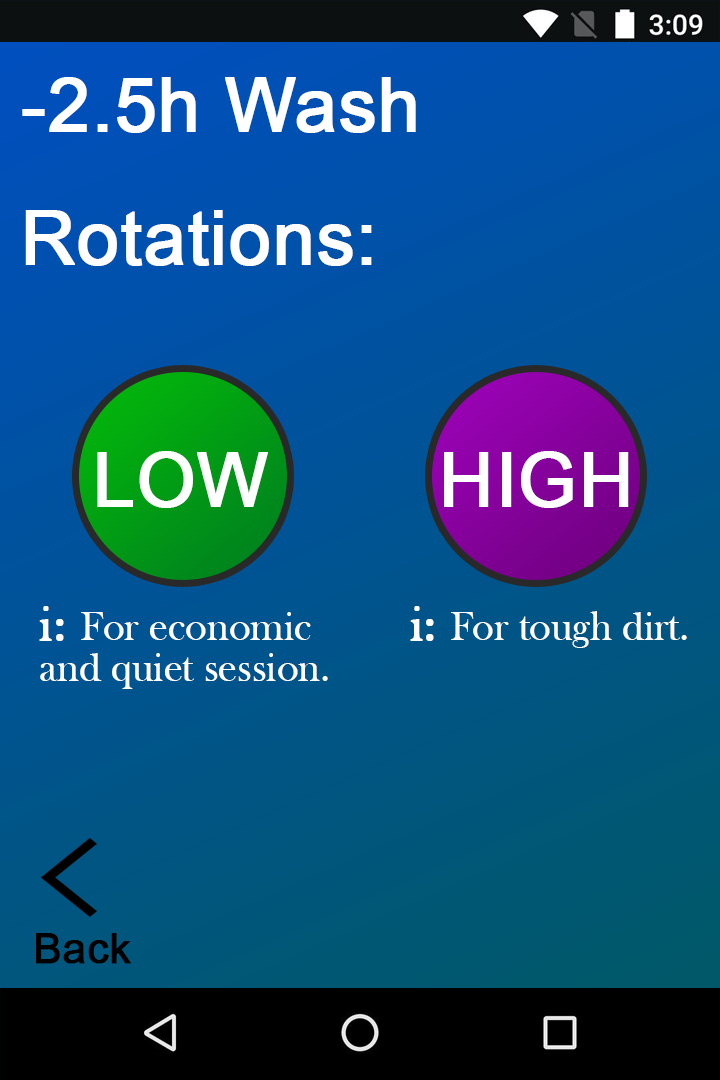 3:09
-2.5h Wash
Rotations:
LOW
HIGH
i: For economic
and quiet session.
i: For tough dirt.
Back